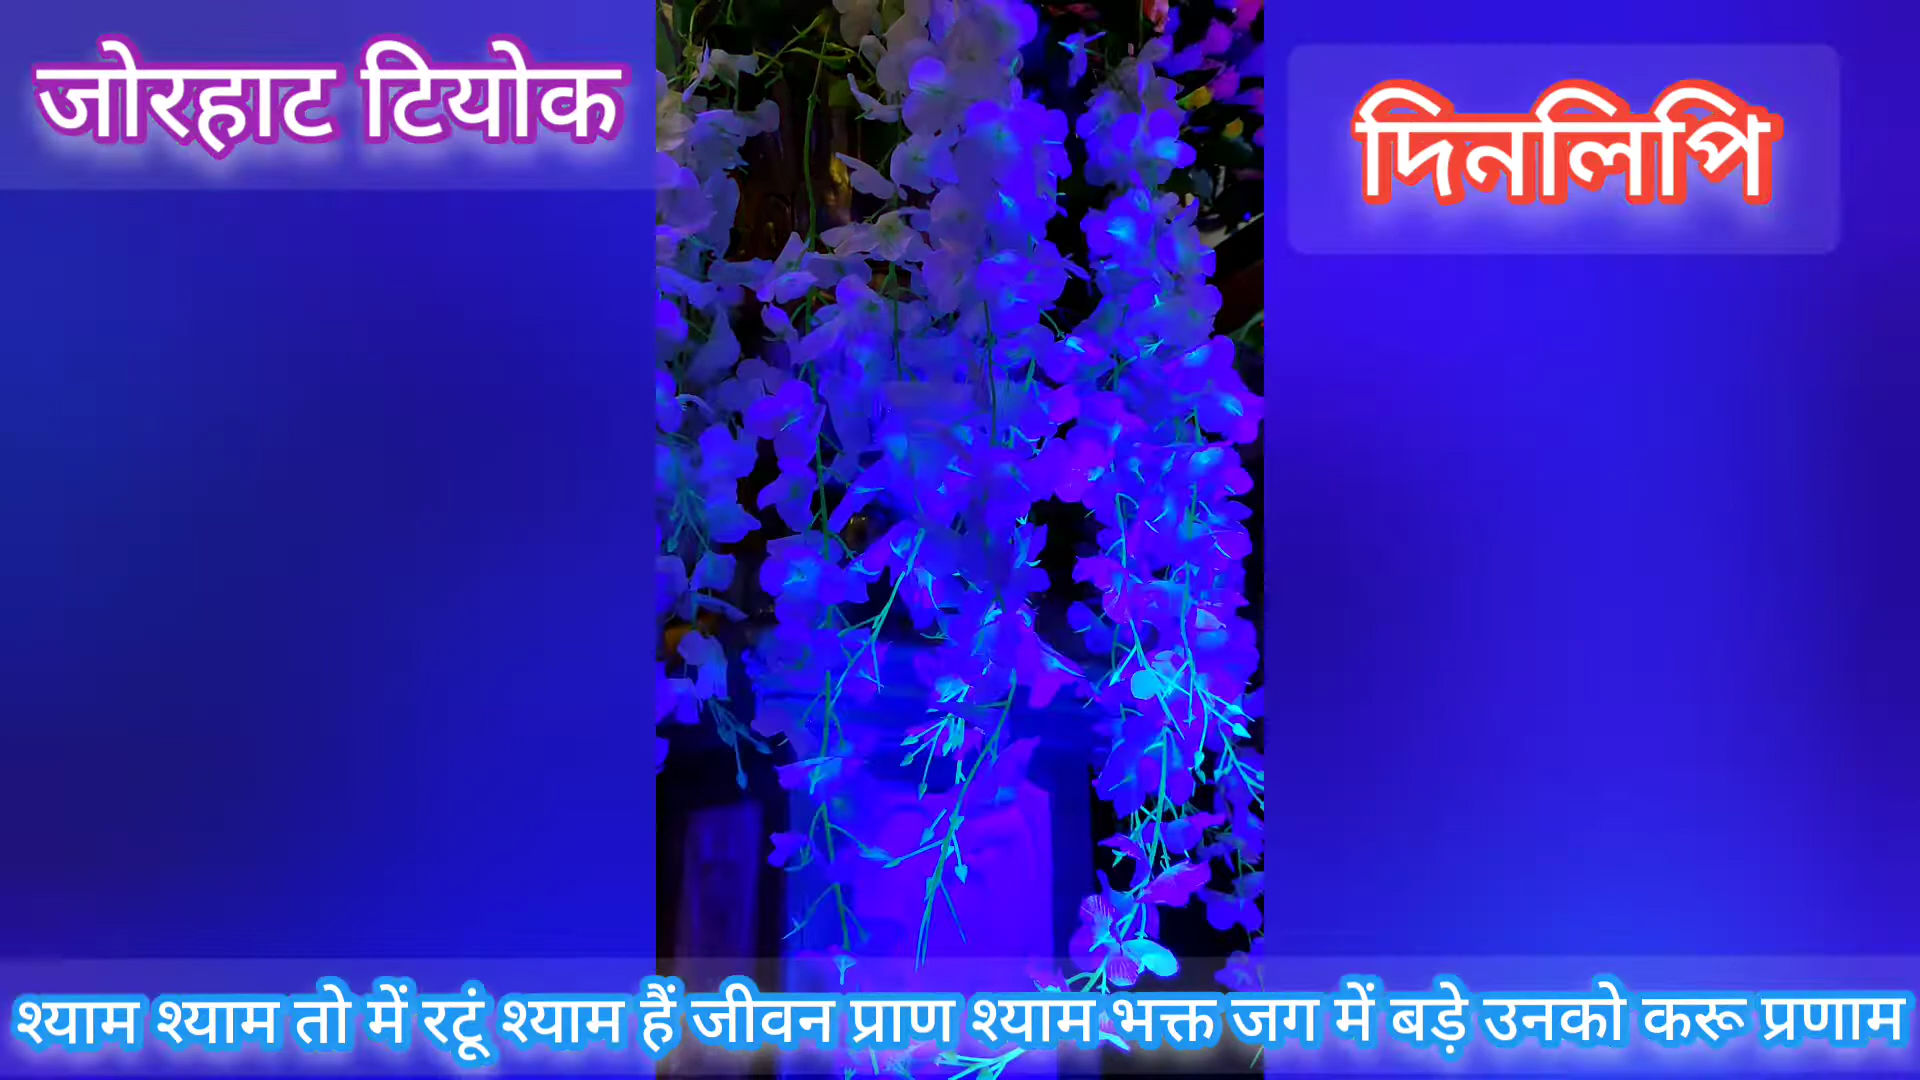 जोरहाट टियोक
दिनलिपि
श्याम श्याम तो में रटूं श्याम हैं जीवन प्राण श्याम भक्त जग में बड़े उनको करू प्रणाम